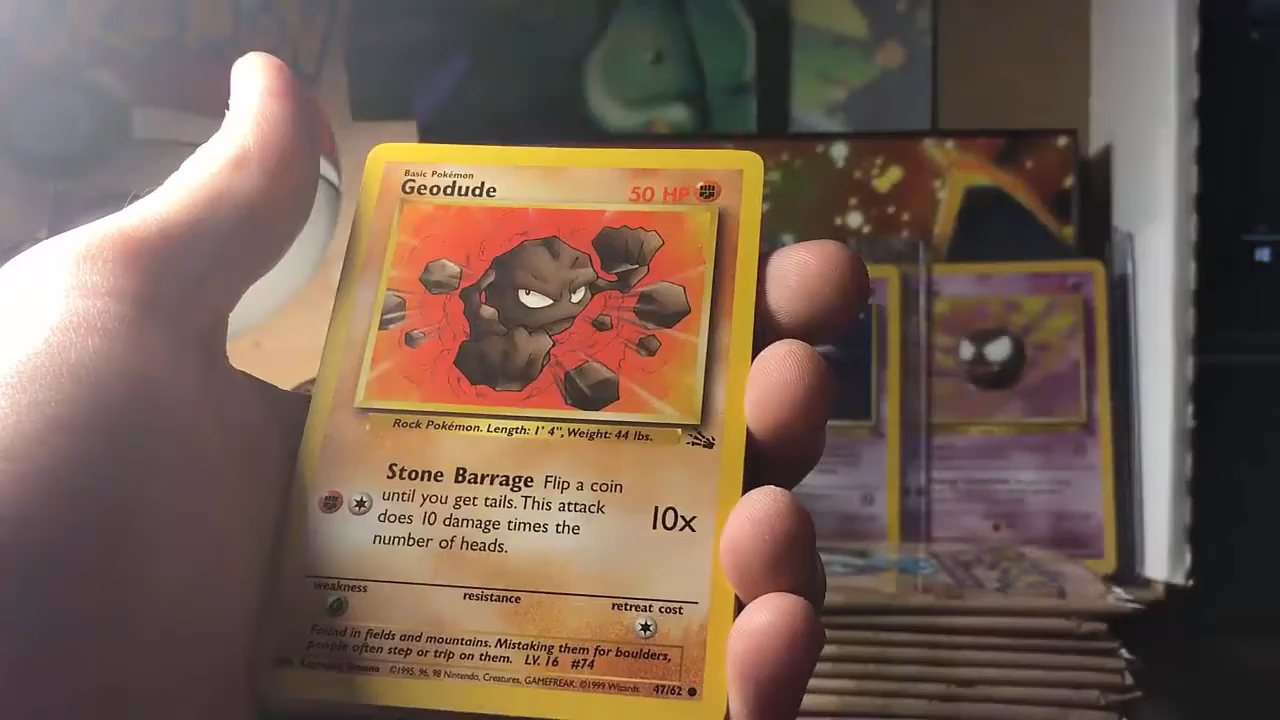 Basic Pokémon
Geodude
50 HP
Rock Pokémon. Length: 1' 4", Weight: 44 lbs.
Stone Barrage Flip a coin
until you get tails. This attack
does 10 damage times the
number of heads.
10x
weakness
resistance
retreat cost
Found in fields and mountains. Mistaking them for boulders,
people often step or trip on them. LV. 16 #74
©1995, 96, 98 Nintendo, Creatures, GAMEFREAK. ©1999 Wizards. 47/62